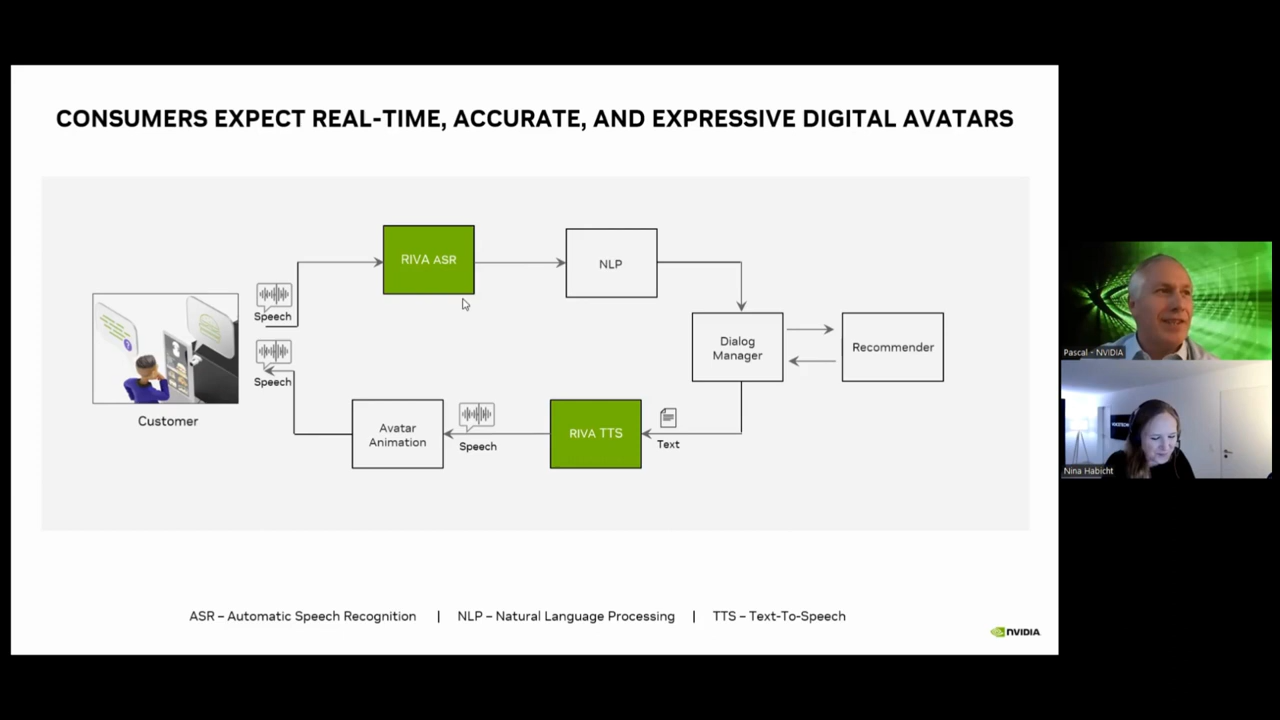 CONSUMERS EXPECT REAL-TIME, ACCURATE, AND EXPRESSIVE DIGITAL AVATARS
RIVA ASR
NLP
Speech
Dialog
Manager
Recommender
Speech
Customer
Avatar
Animation
Speech
RIVA TTS
Text
ASR – Automatic Speech Recognition | NLP – Natural Language Processing | TTS – Text-To-Speech
NVIDIA
Pascal - NVIDIA
Nina Habicht